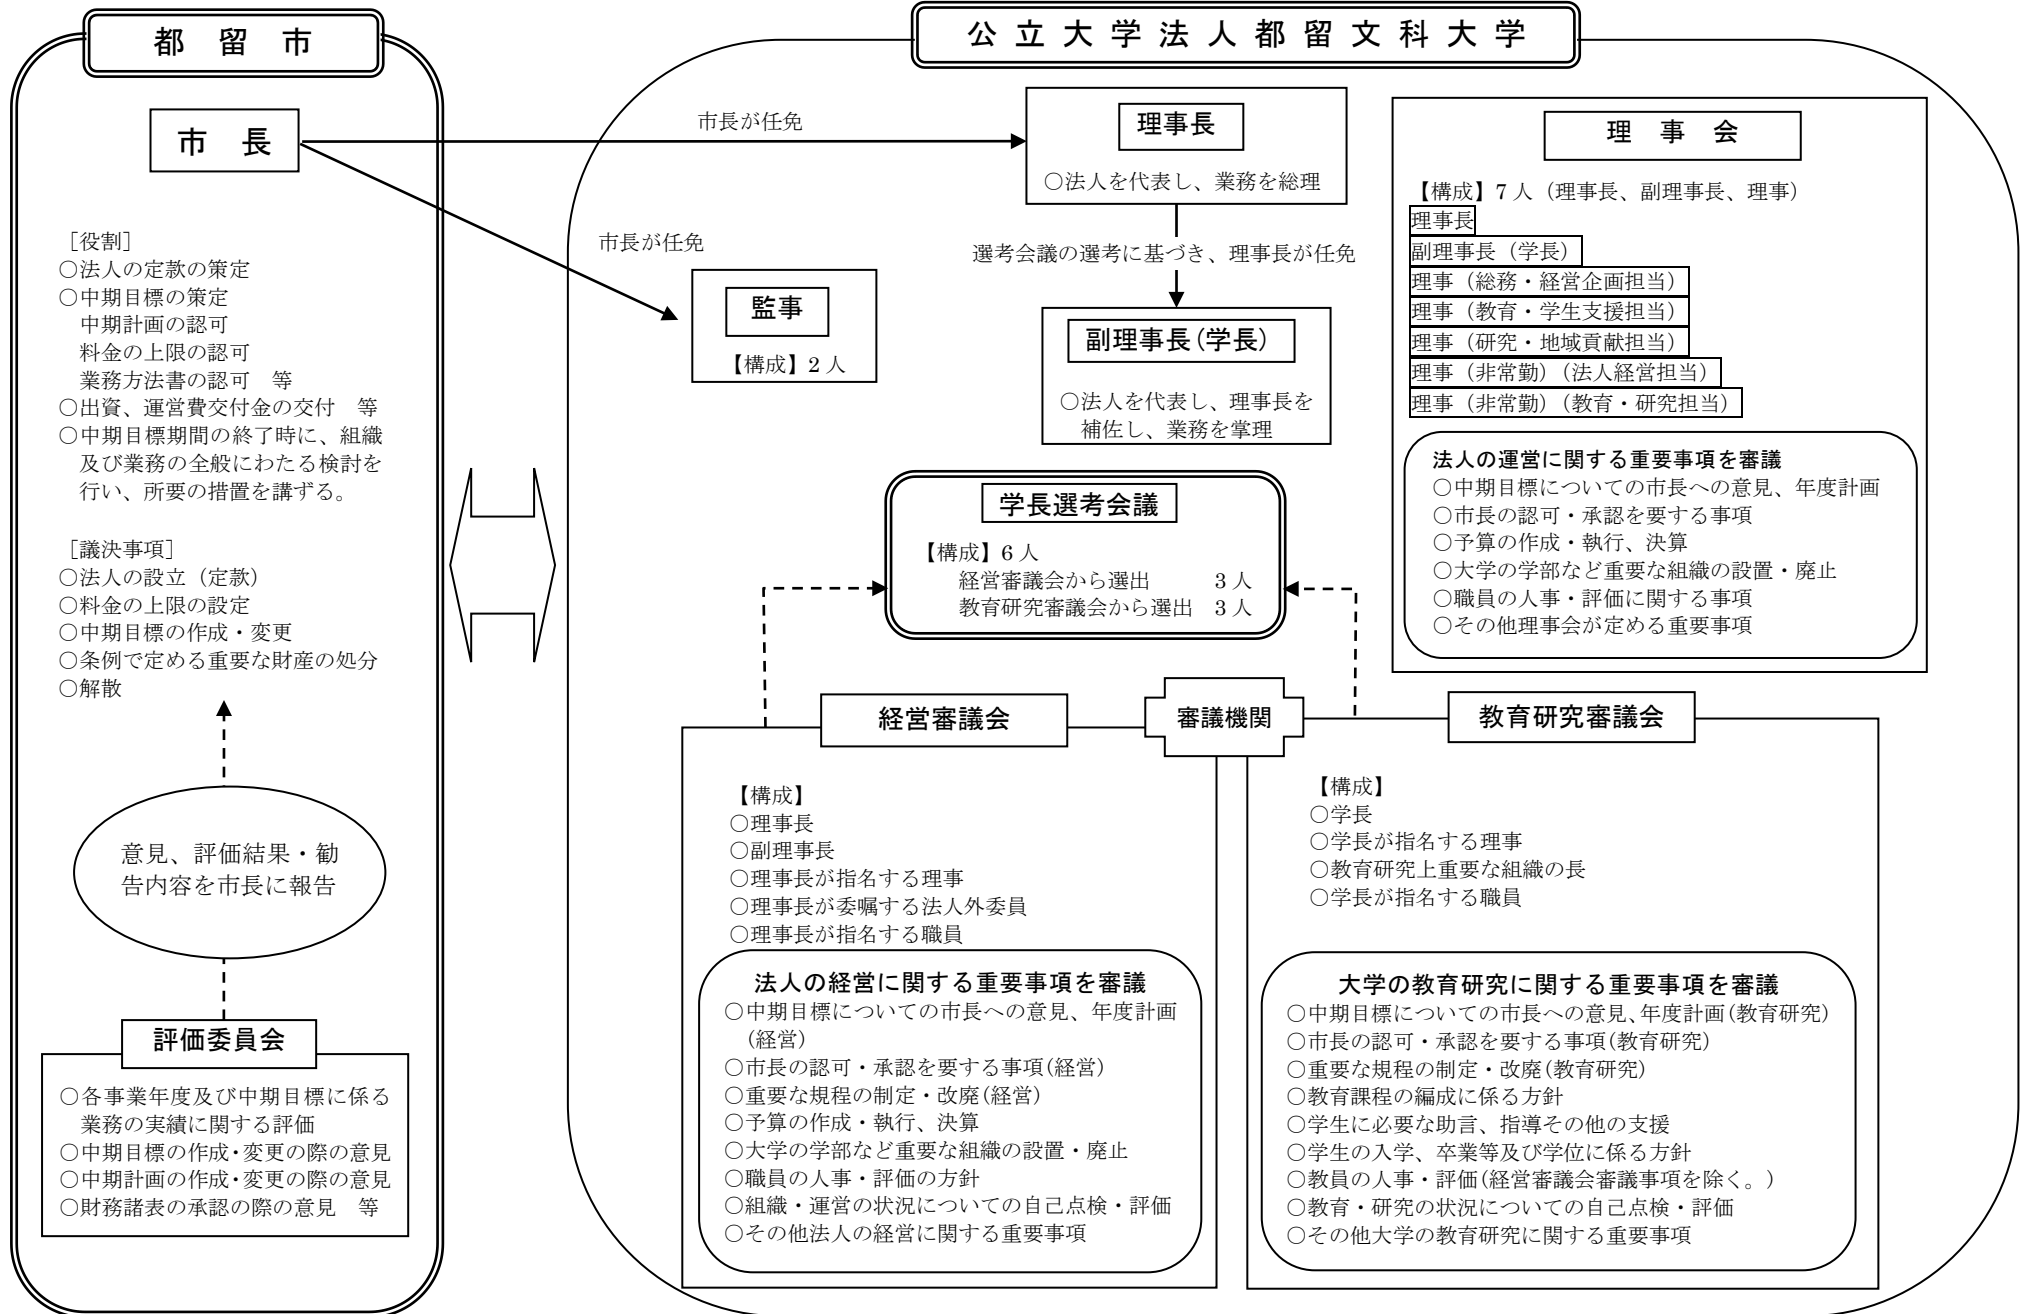 都　留　市
市　長
［役割］
○法人の定款の策定
○中期目標の策定
中期計画の認可
料金の上限の認可
業務方法書の認可　等
○出資、運営費交付金の交付　等
○中期目標期間の終了時に、組織
及び業務の全般にわたる検討を
行い、所要の措置を講ずる。
［議決事項］
○法人の設立（定款）
○料金の上限の設定
○中期目標の作成・変更
○条例で定める重要な財産の処分
○解散
意見、評価結果・勧
告内容を市長に報告
評価委員会
○各事業年度及び中期目標に係る
業務の実績に関する評価
○中期目標の作成・変更の際の意見
○中期計画の作成・変更の際の意見
○財務諸表の承認の際の意見　等
公立大学法人都留文科大学
市長が任免
市長が任免
理事長
○法人を代表し、業務を総理
選考会議の選考に基づき、理事長が任免
監事
【構成】2 人
副理事長(学長)
○法人を代表し、理事長を
補佐し、業務を掌理
理　事　会
【構成】7 人（理事長、副理事長、理事）
理事長
副理事長（学長）
理事（総務・経営企画担当）
理事（教育・学生支援担当）
理事（研究・地域貢献担当）
理事（非常勤）（法人経営担当）
理事（非常勤）（教育・研究担当）
法人の運営に関する重要事項を審議
○中期目標についての市長への意見、年度計画
○市長の認可・承認を要する事項
○予算の作成・執行、決算
○大学の学部など重要な組織の設置・廃止
○職員の人事・評価に関する事項
○その他理事会が定める重要事項
学長選考会議
【構成】6 人
経営審議会から選出　　　3 人
教育研究審議会から選出　3 人
審議機関
経営審議会
【構成】
○理事長
○副理事長
○理事長が指名する理事
○理事長が委嘱する法人外委員
○理事長が指名する職員
法人の経営に関する重要事項を審議
○中期目標についての市長への意見、年度計画
(経営)
○市長の認可・承認を要する事項(経営)
○重要な規程の制定・改廃(経営)
○予算の作成・執行、決算
○大学の学部など重要な組織の設置・廃止
○職員の人事・評価の方針
○組織・運営の状況についての自己点検・評価
○その他法人の経営に関する重要事項
教育研究審議会
【構成】
○学長
○学長が指名する理事
○教育研究上重要な組織の長
○学長が指名する職員
大学の教育研究に関する重要事項を審議
○中期目標についての市長への意見、年度計画(教育研究)
○市長の認可・承認を要する事項(教育研究)
○重要な規程の制定・改廃(教育研究)
○教育課程の編成に係る方針
○学生に必要な助言、指導その他の支援
○学生の入学、卒業等及び学位に係る方針
○教員の人事・評価(経営審議会審議事項を除く。)
○教育・研究の状況についての自己点検・評価
○その他大学の教育研究に関する重要事項